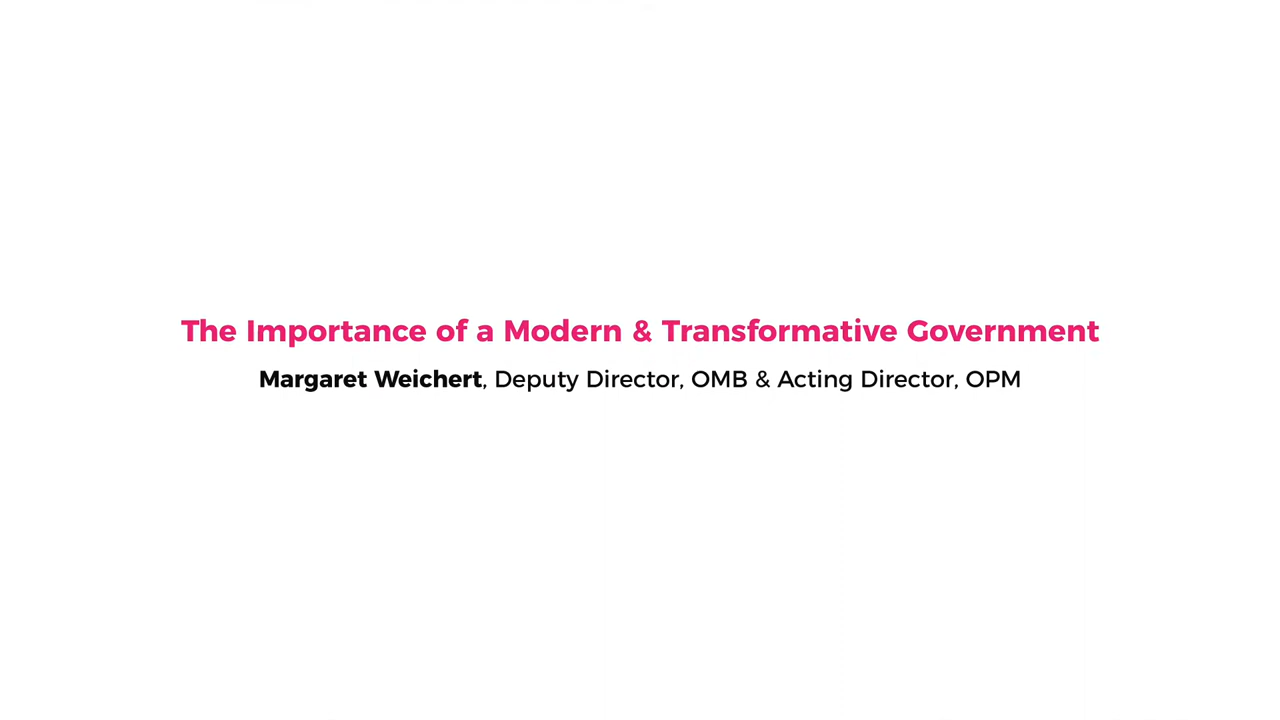 The Importance of a Modern & Transformative Government
Margaret Weichert, Deputy Director, OMB & Acting Director, OPM